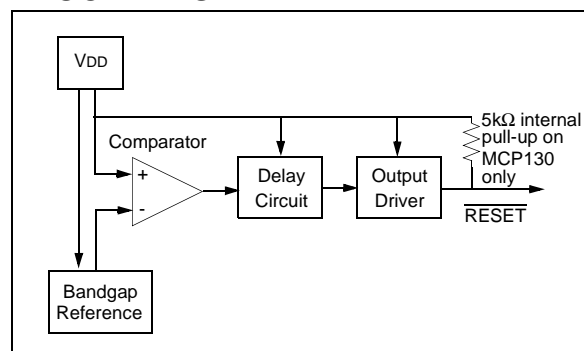 VDD
5kΩ internal
pull-up on
MCP130
only
Comparator
+
-
Delay
Circuit
Output
Driver
RESET
Bandgap
Reference